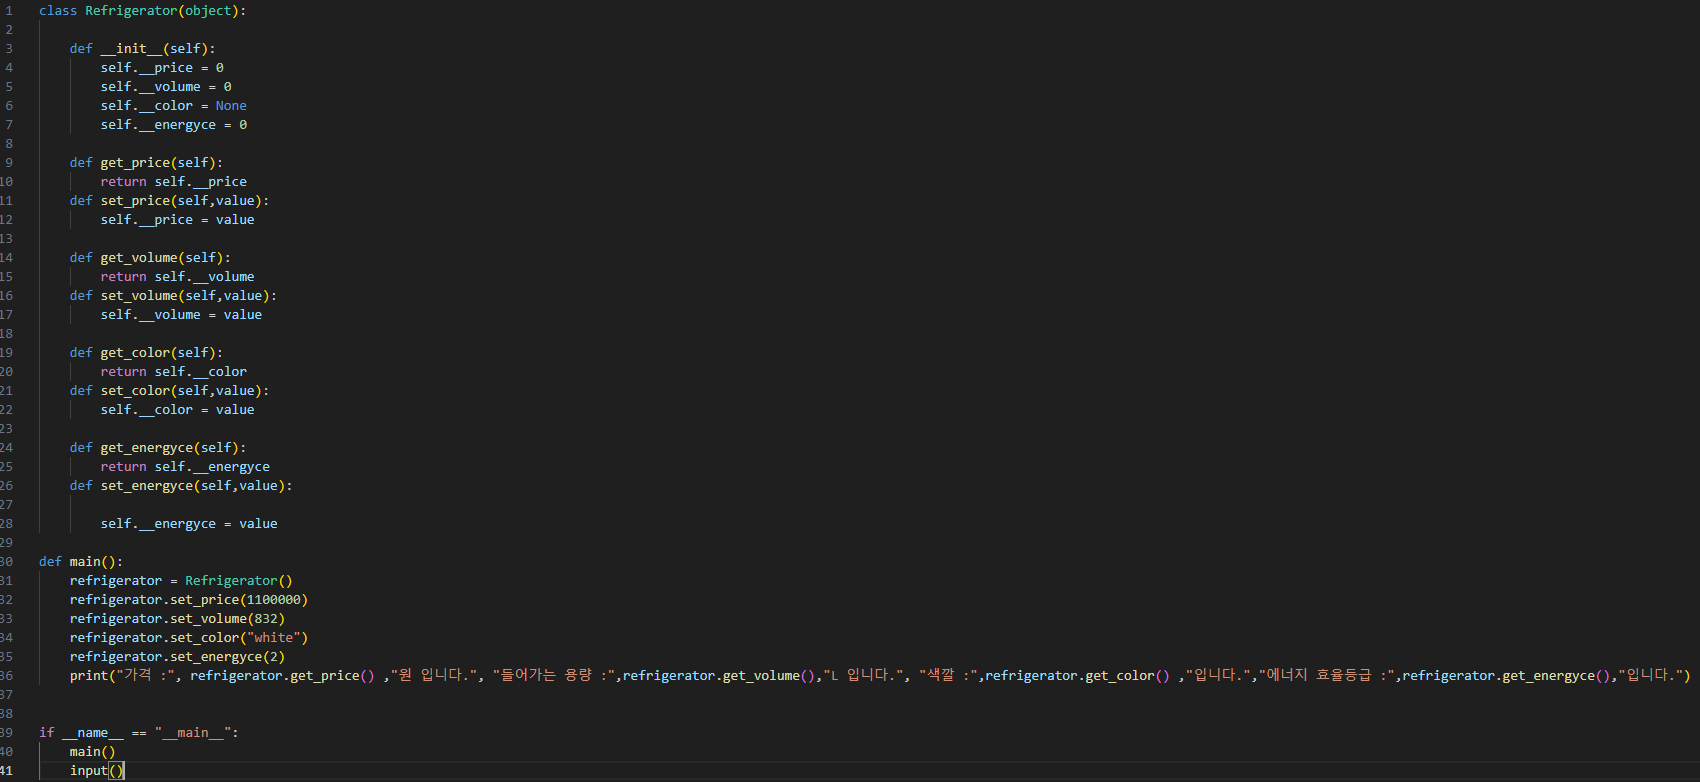 1 class Refrigerator(object):
2
3     def __init__(self):
4         self.__price = 0
5         self.__volume = 0
6         self.__color = None
7         self.__energyce = 0
8
9     def get_price(self):
10         return self.__price
11     def set_price(self,value):
12         self.__price = value
13
14     def get_volume(self):
15         return self.__volume
16     def set_volume(self,value):
17         self.__volume = value
18
19     def get_color(self):
20         return self.__color
21     def set_color(self,value):
22         self.__color = value
23
24     def get_energyce(self):
25         return self.__energyce
26     def set_energyce(self,value):
27
28         self.__energyce = value
29
30 def main():
31     refrigerator = Refrigerator()
32     refrigerator.set_price(1100000)
33     refrigerator.set_volume(832)
34     refrigerator.set_color("white")
35     refrigerator.set_energyce(2)
36     print("가격 :", refrigerator.get_price() ,"원 입니다.", "들어가는 용량 :",refrigerator.get_volume(),"L 입니다.", "색깔 :",refrigerator.get_color() ,"입니다.","에너지 효율등급 :",refrigerator.get_energyce(),"입니다.")
37
38
39 if __name__ == "__main__":
40     main()
41     input()